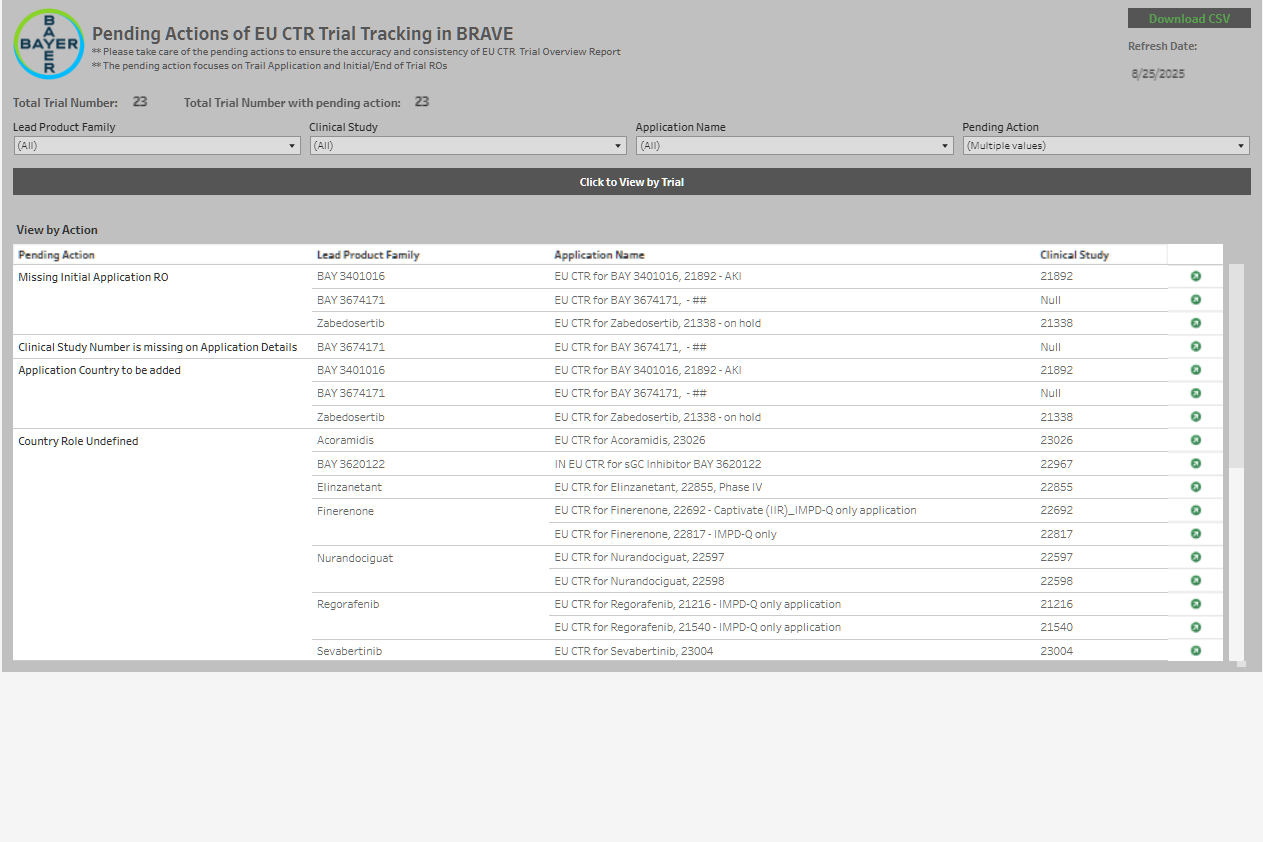 BAYER
BAYER
Pending Actions of EU CTR Trial Tracking in BRAVE
** Please take care of the pending actions to ensure the accuracy and consistency of EU CTR Trial Overview Report
** The pending action focuses on Trail Application and Initial/End of Trial ROs
Download CSV
Refresh Date:
8/25/2025
Total Trial Number: 23 Total Trial Number with pending action: 23
Lead Product Family Clinical Study Application Name Pending Action
(All) (All) (All) (Multiple values)
Click to View by Trial
View by Action
Pending Action Lead Product Family Application Name Clinical Study
Missing Initial Application RO BAY 3401016 EU CTR for BAY 3401016, 21892 - AKI 21892
BAY 3674171 EU CTR for BAY 3674171, - ## Null
Zabedosertib EU CTR for Zabedosertib, 21338 - on hold 21338
Clinical Study Number is missing on Application Details BAY 3674171 EU CTR for BAY 3674171, - ## Null
Application Country to be added BAY 3401016 EU CTR for BAY 3401016, 21892 - AKI 21892
BAY 3674171 EU CTR for BAY 3674171, - ## Null
Zabedosertib EU CTR for Zabedosertib, 21338 - on hold 21338
Country Role Undefined Acoramidis EU CTR for Acoramidis, 23026 23026
BAY 3620122 IN EU CTR for sGC Inhibitor BAY 3620122 22967
Elinzanetant EU CTR for Elinzanetant, 22855, Phase IV 22855
Finerenone EU CTR for Finerenone, 22692 - Captivate (IIR)_IMPD-Q only application 22692
EU CTR for Finerenone, 22817 - IMPD-Q only 22817
Nurandociguat EU CTR for Nurandociguat, 22597 22597
EU CTR for Nurandociguat, 22598 22598
Regorafenib EU CTR for Regorafenib, 21216 - IMPD-Q only application 21216
EU CTR for Regorafenib, 21540 - IMPD-Q only application 21540
Sevabertinib EU CTR for Sevabertinib, 23004 23004